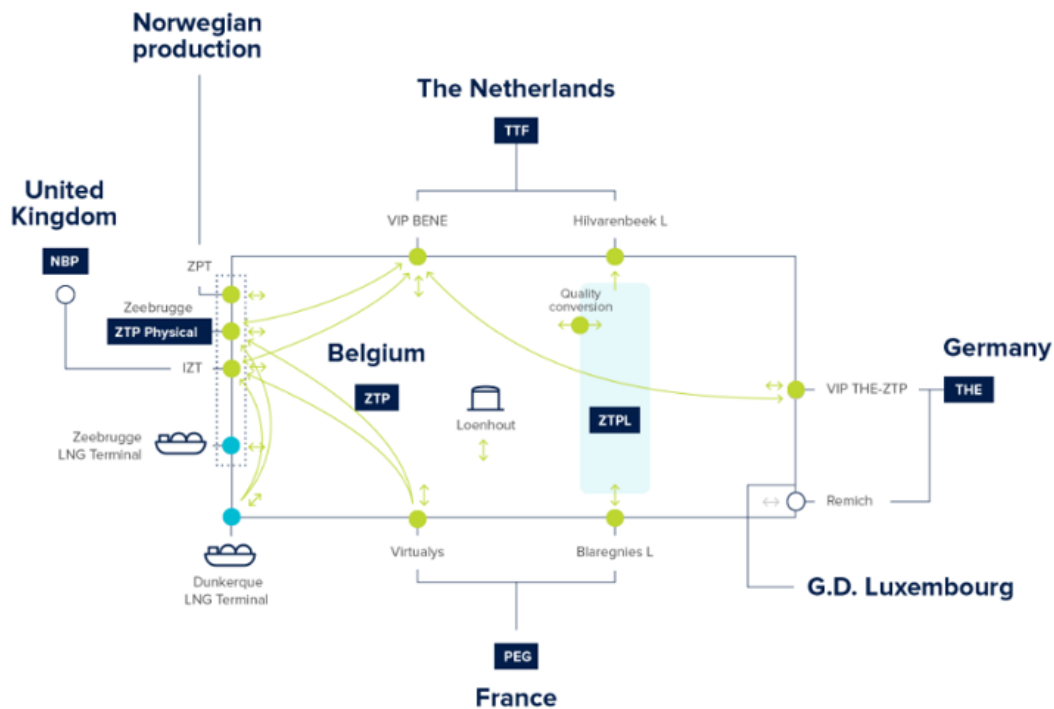 Norwegian
production
The Netherlands
TTF
United
Kingdom
NBP
VIP BENE
Hilvarenbeek L
ZPT
Zeebrugge
ZTP Physical
IZT
Quality
conversion
Belgium
ZTP
Loenhout
ZTPL
Germany
VIP THE-ZTP
THE
Zeebrugge
LNG Terminal
Remich
Virtualys
Blaregnies L
Dunkerque
LNG Terminal
G.D. Luxembourg
PEG
France